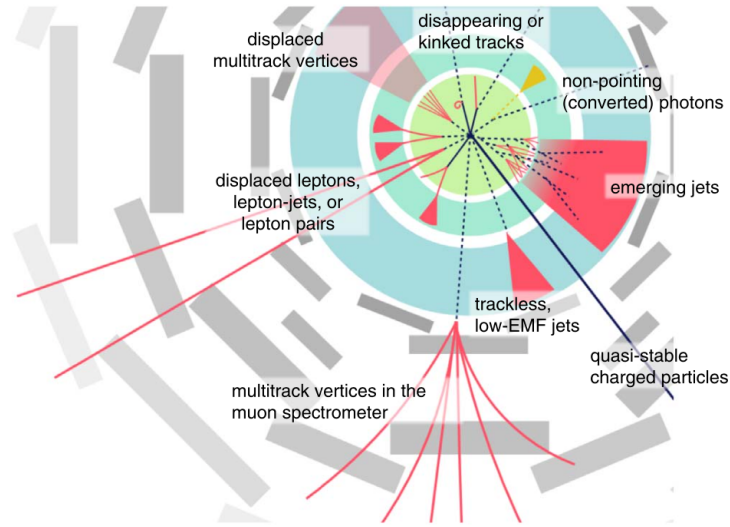 disappearing or
kinked tracks
displaced
multitrack vertices
non-pointing
(converted) photons
displaced leptons,
lepton-jets, or
lepton pairs
emerging jets
trackless,
low-EMF jets
quasi-stable
charged particles
multitrack vertices in the
muon spectrometer